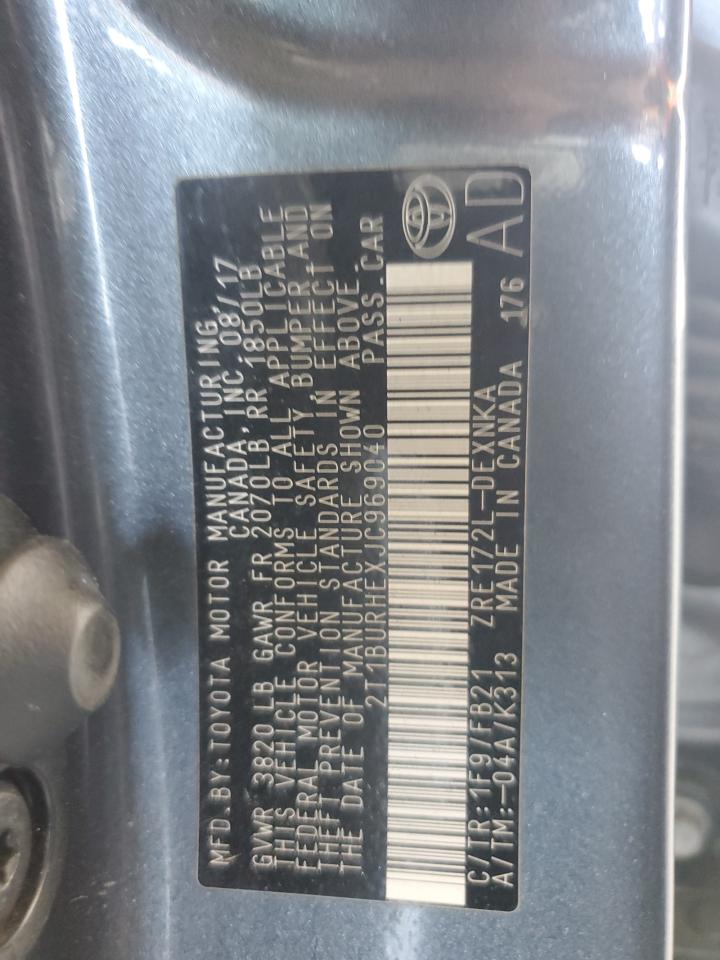 MFD BY:TOYOTA MOTOR MANUFACTURING,
CANADA, INC. 08/17
GVWR 3820 LB GAWR FR 2070LB, RR 1850LB
THIS VEHICLE CONFORMS TO ALL APPLICABLE
FEDERAL MOTOR VEHICLE SAFETY, BUMPER, AND
THEFT PREVENTION STANDARDS IN EFFECT ON
THE DATE OF MANUFACTURE SHOWN ABOVE.
2T1BURHEXJC969040 PASS.CAR
C/TR:1F9/FB21 ZRE172L-DEXNKA
A/TM:-04A/K313 MADE IN CANADA 176
AD